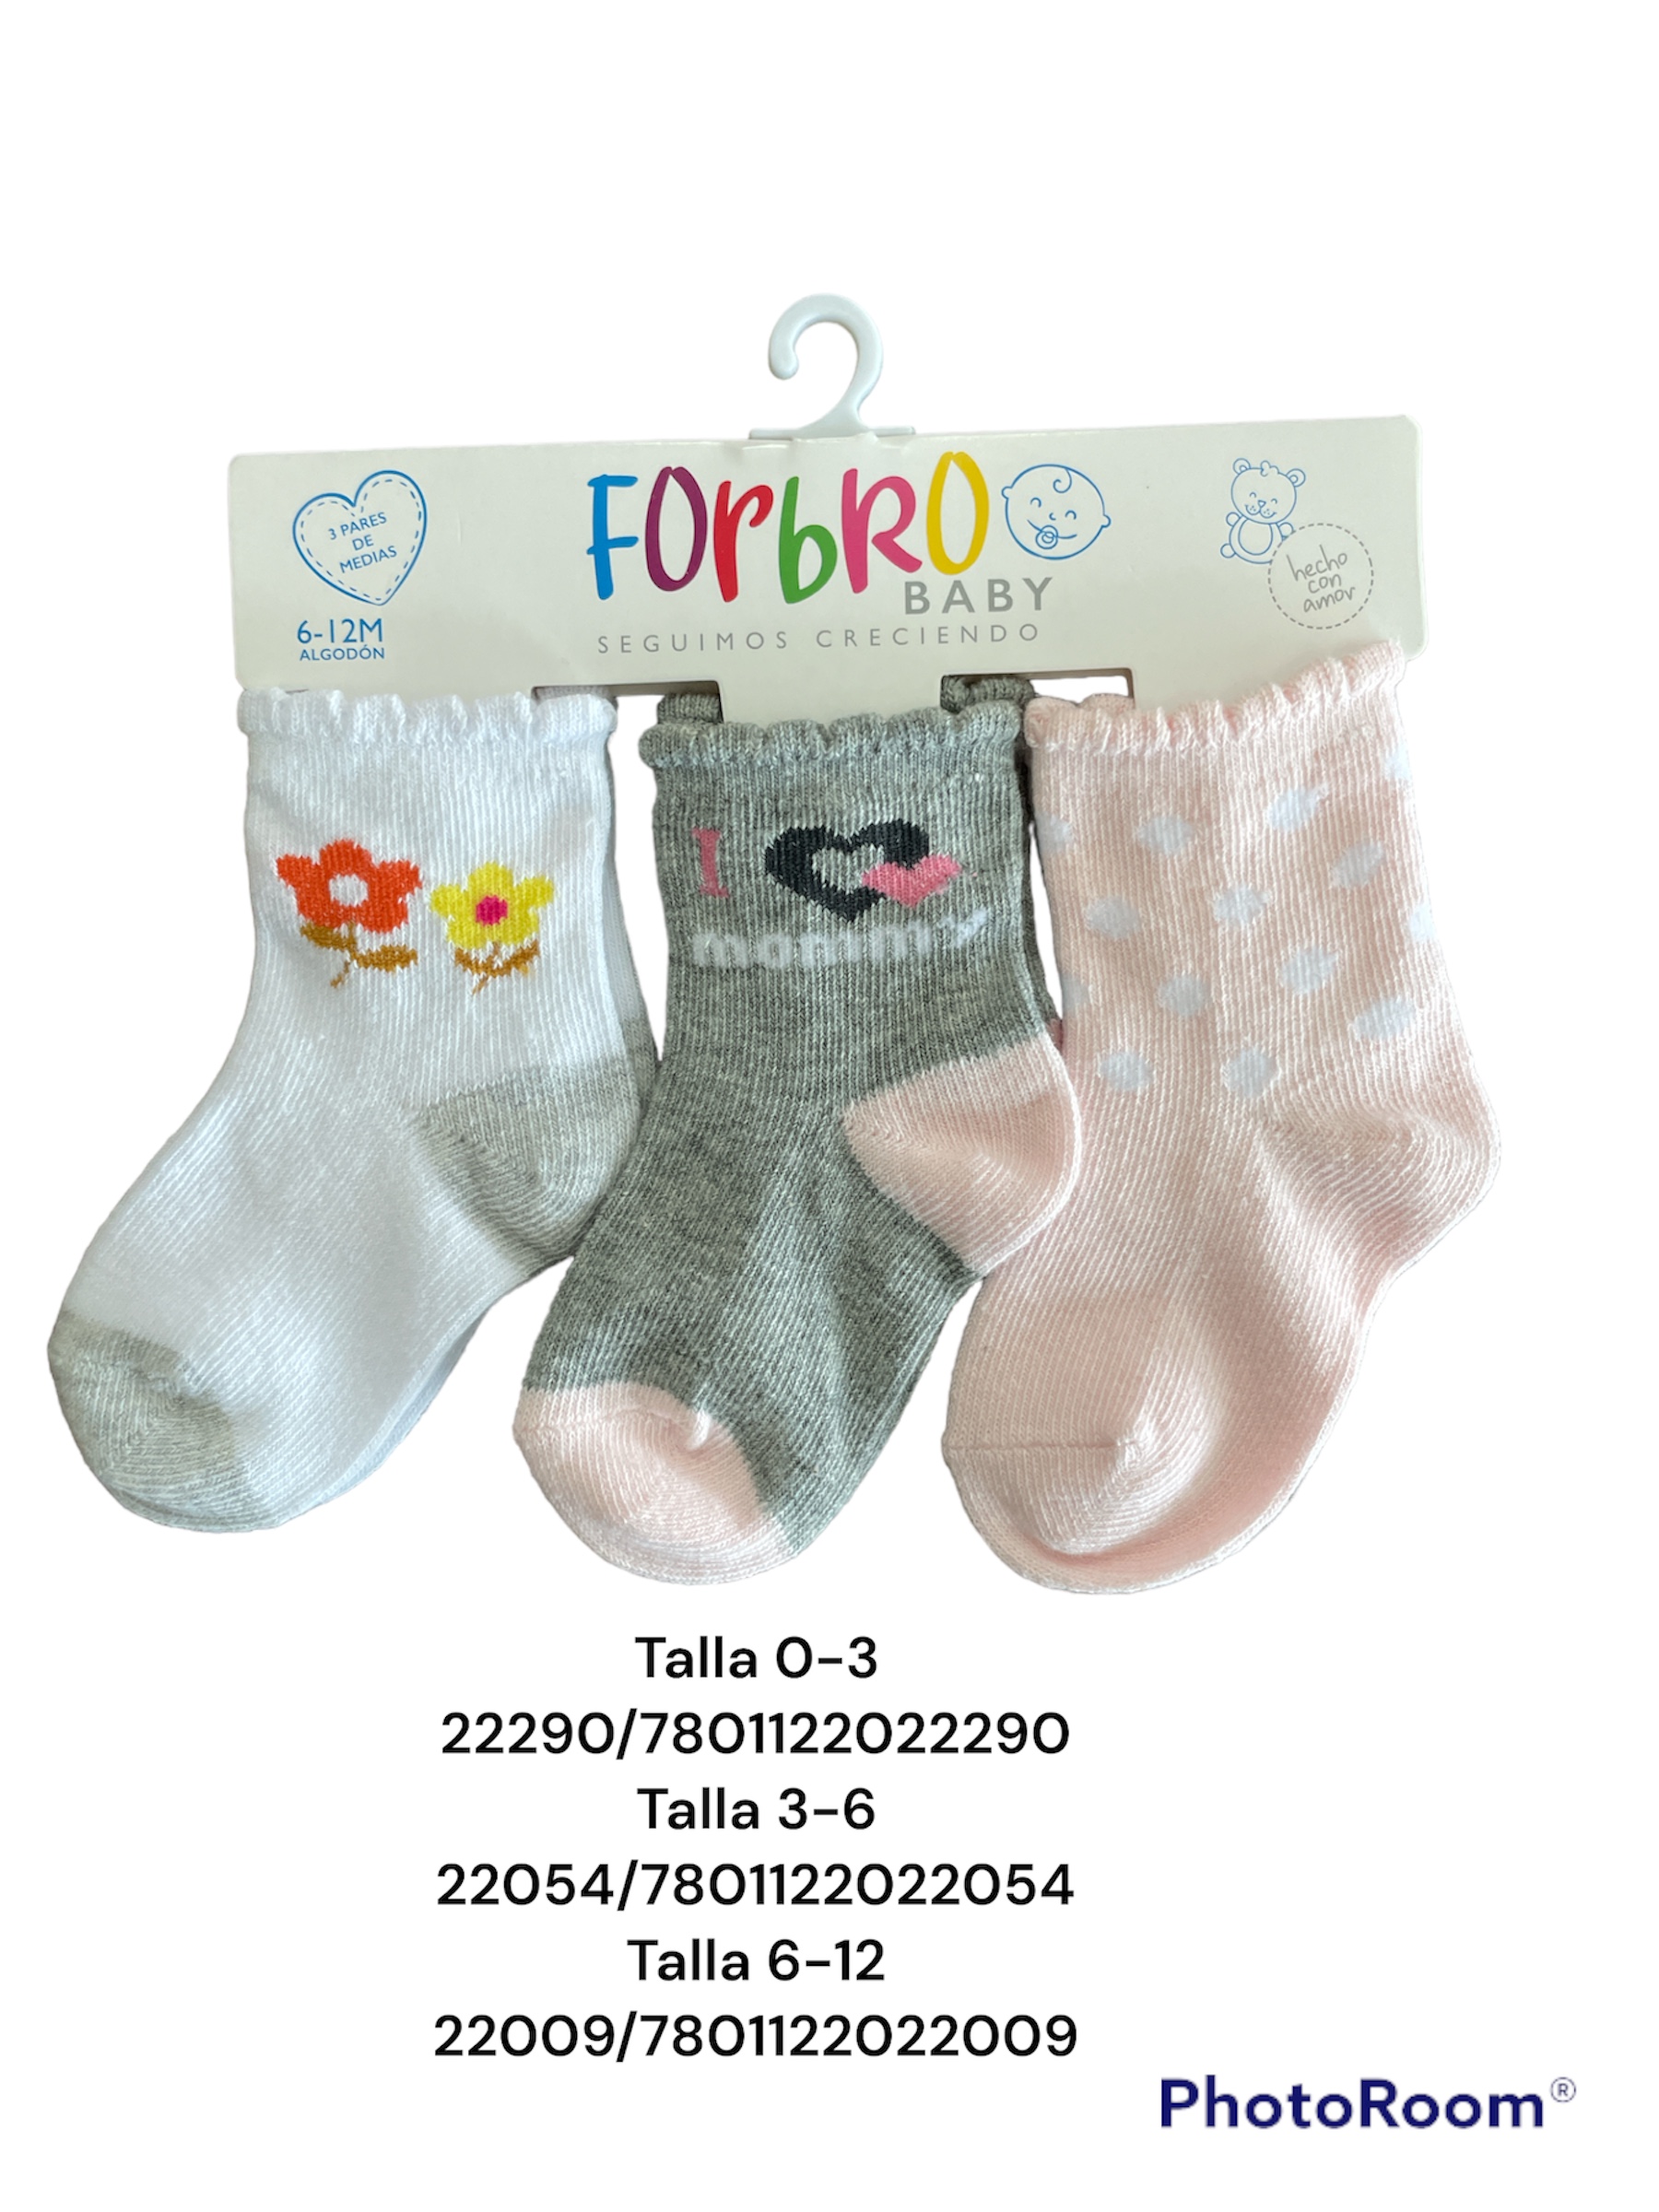 3 PARES
DE
MEDIAS
6-12M
ALGODÓN
FORBRO
BABY
SEGUIMOS CRECIENDO
hecho
con
amor
I
mommy
Talla 0-3
22290/7801122022290
Talla 3-6
22054/7801122022054
Talla 6-12
22009/7801122022009
PhotoRoom®